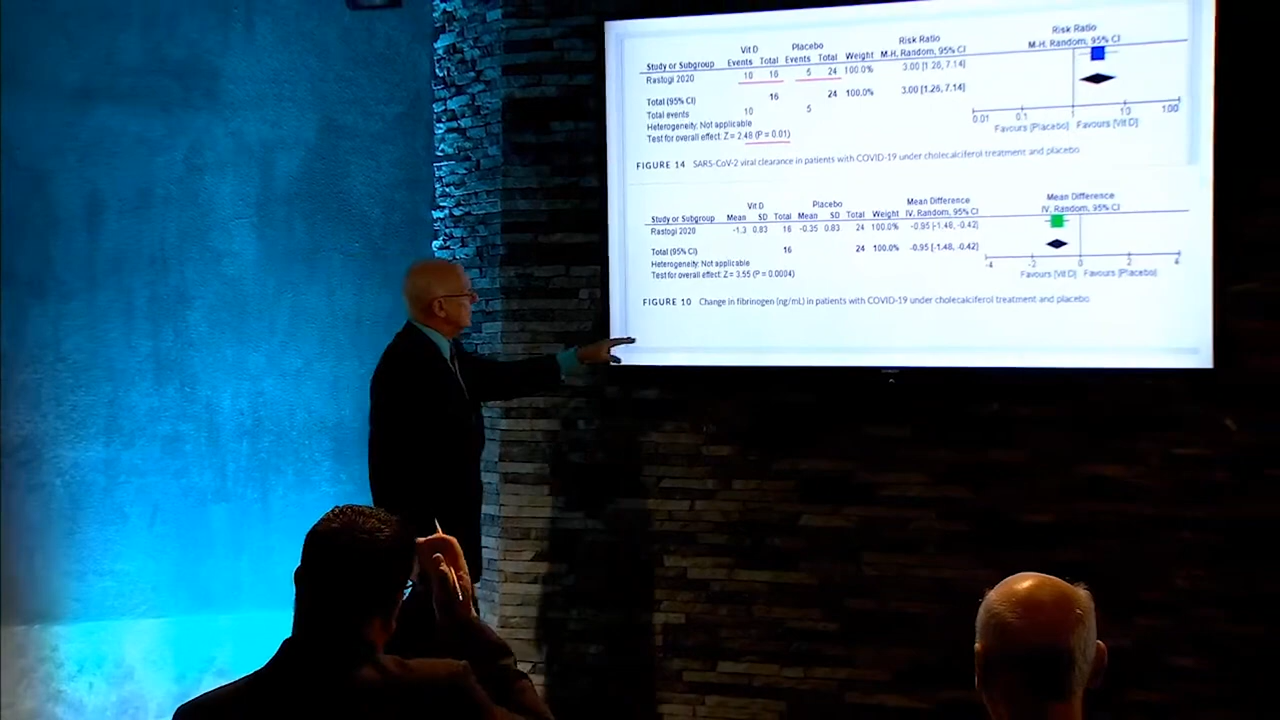 Vit D Placebo Risk Ratio Risk Ratio
Study or Subgroup Events Total Events Total Weight M-H. Random, 95% CI M-H. Random, 95% CI
Rastogi 2020 10 16 5 24 100.0% 3.00 [1.26, 7.14]
Total (95% CI) 16 24 100.0% 3.00 [1.26, 7.14]
Total events 10 5
Heterogeneity: Not applicable
Test for overall effect: Z = 2.48 (P = 0.01)
0.01 0.1 1 10 100
Favours [Placebo] Favours [Vit D]
FIGURE 14 SARS-CoV-2 viral clearance in patients with COVID-19 under cholecalciferol treatment and placebo
Vit D Placebo Mean Difference Mean Difference
Study or Subgroup Mean SD Total Mean SD Total Weight IV, Random, 95% CI IV, Random, 95% CI
Rastogi 2020 -1.3 0.83 16 -0.35 0.83 24 100.0% -0.95 [-1.48, -0.42]
Total (95% CI) 16 24 100.0% -0.95 [-1.48, -0.42]
Heterogeneity: Not applicable
Test for overall effect: Z = 3.55 (P = 0.0004)
-4 -2 0 2 4
Favours [Vit D] Favours [Placebo]
FIGURE 10 Change in fibrinogen (ng/mL) in patients with COVID-19 under cholecalciferol treatment and placebo